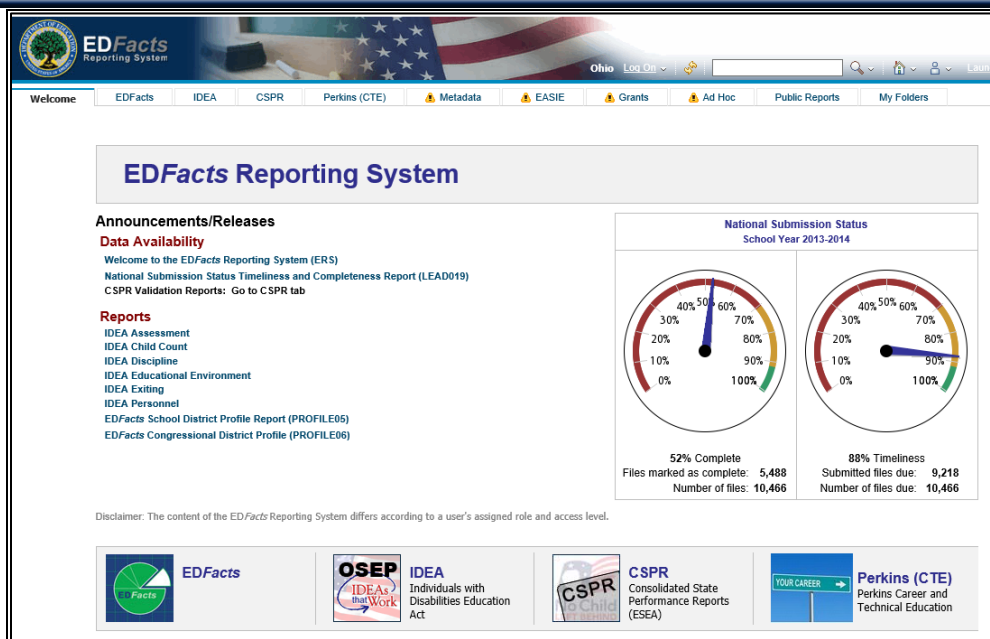 EDFacts
Reporting System
Ohio Log On
Welcome EDFacts IDEA CSPR Perkins (CTE) Metadata EASIE Grants Ad Hoc Public Reports My Folders
EDFacts Reporting System
Announcements/Releases
Data Availability
Welcome to the EDFacts Reporting System (ERS)
National Submission Status Timeliness and Completeness Report (LEAD019)
CSPR Validation Reports: Go to CSPR tab
Reports
IDEA Assessment
IDEA Child Count
IDEA Discipline
IDEA Educational Environment
IDEA Exiting
IDEA Personnel
EDFacts School District Profile Report (PROFILE05)
EDFacts Congressional District Profile (PROFILE06)
National Submission Status
School Year 2013-2014
0% 10% 20% 30% 40% 50% 60% 70% 80% 90% 100%
52% Complete
Files marked as complete: 5,488
Number of files: 10,466
0% 10% 20% 30% 40% 50% 60% 70% 80% 90% 100%
88% Timeliness
Submitted files due: 9,218
Number of files due: 10,466
Disclaimer: The content of the EDFacts Reporting System differs according to a user's assigned role and access level.
EDFacts
EDFacts
OSEP
IDEAs
that Work
IDEA
Individuals with
Disabilities Education
Act
CSPR
No Child
LEFT BEHIND
CSPR
Consolidated State
Performance Reports
(ESEA)
YOUR CAREER
Perkins (CTE)
Perkins Career and
Technical Education